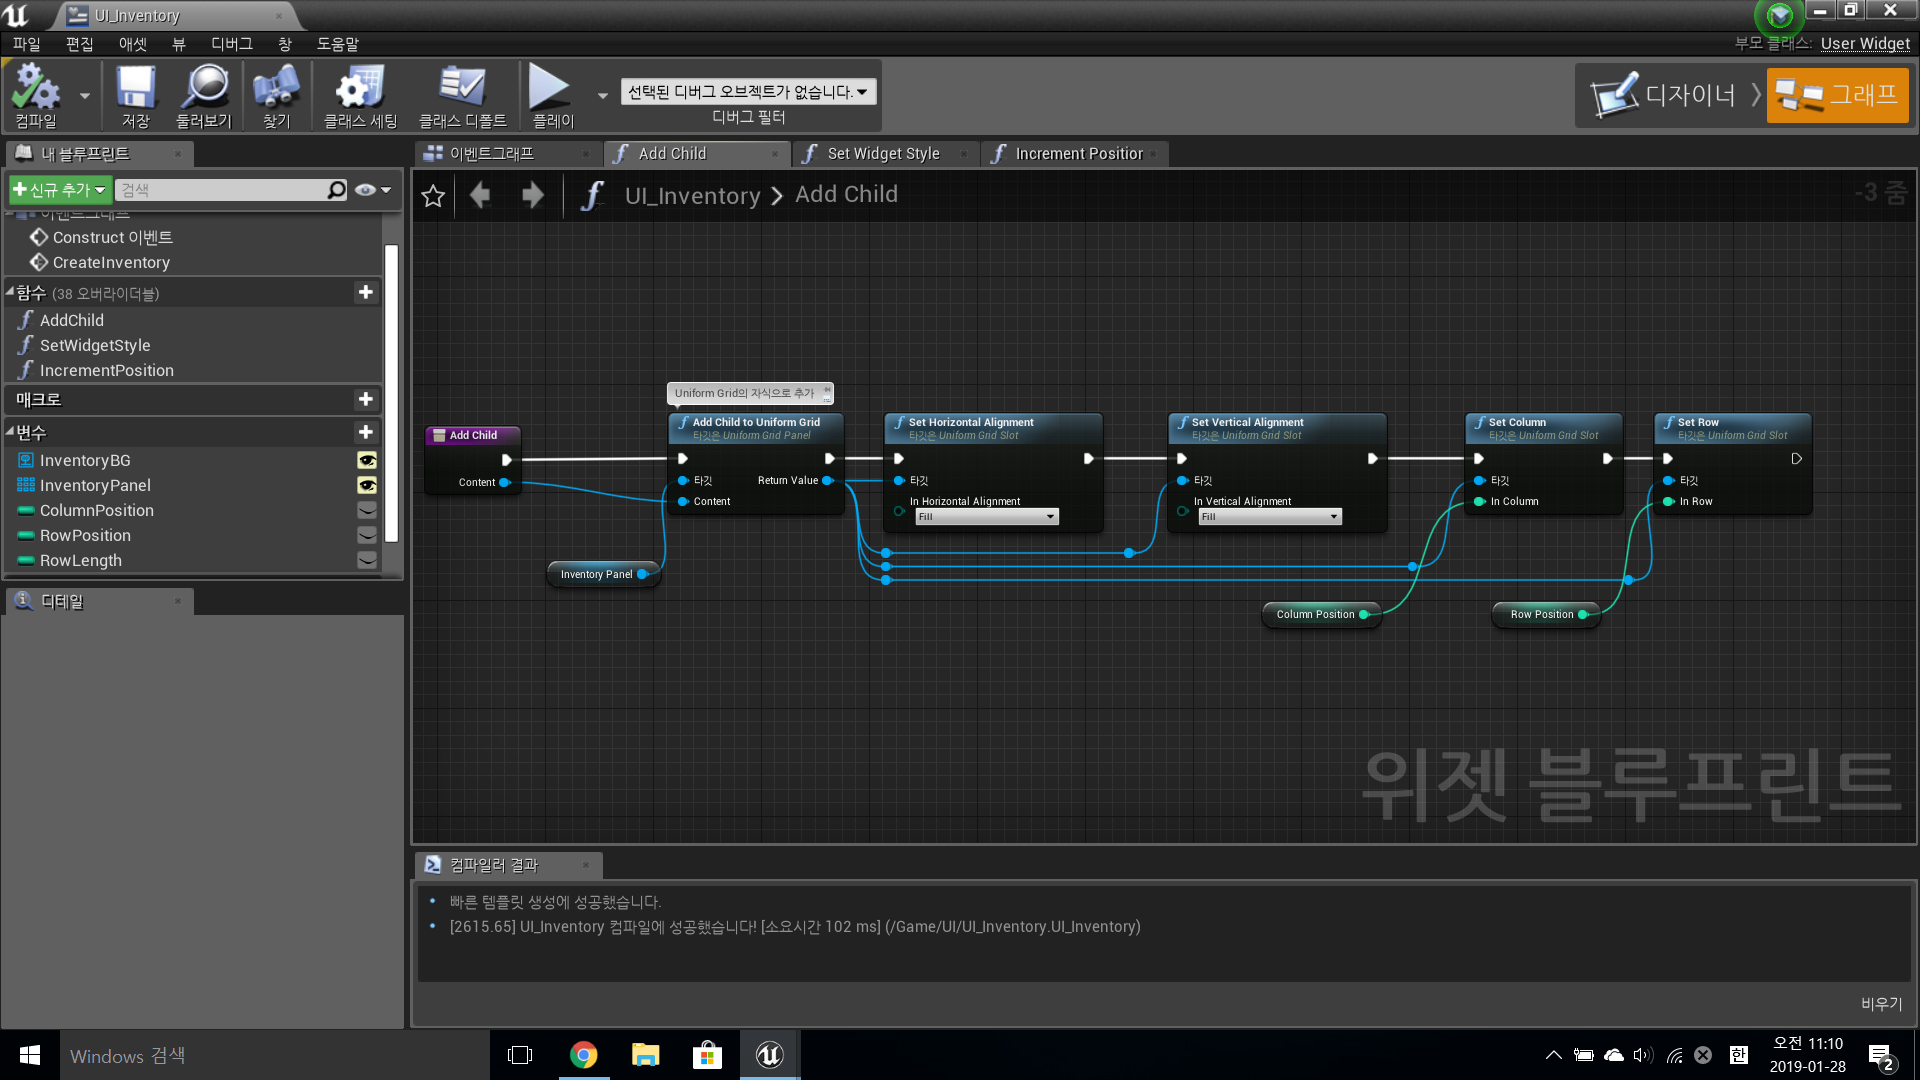 UI_Inventory
파일 편집 애셋 뷰 디버그 창 도움말
부모 클래스: User Widget
컴파일 저장 둘러보기 찾기 클래스 세팅 클래스 디폴트 플레이
선택된 디버그 오브젝트가 없습니다.
디버그 필터
디자이너 그래프
내 블루프린트
이벤트그래프 Add Child Set Widget Style Increment Position
신규 추가 검색
UI_Inventory > Add Child
-3 줌
이벤트그래프
Construct 이벤트
CreateInventory
함수 (38 오버라이더블)
AddChild
SetWidgetStyle
IncrementPosition
매크로
변수
InventoryBG
InventoryPanel
ColumnPosition
RowPosition
RowLength
디테일
Uniform Grid의 자식으로 추가
Add Child
Content
Add Child to Uniform Grid
타깃은 Uniform Grid Panel
타깃 Return Value
Content
Inventory Panel
Set Horizontal Alignment
타깃은 Uniform Grid Slot
타깃
In Horizontal Alignment
Fill
Set Vertical Alignment
타깃은 Uniform Grid Slot
타깃
In Vertical Alignment
Fill
Set Column
타깃은 Uniform Grid Slot
타깃
In Column
Set Row
타깃은 Uniform Grid Slot
타깃
In Row
Column Position
Row Position
위젯 블루프린트
컴파일러 결과
빠른 템플릿 생성에 성공했습니다.
[2615.65] UI_Inventory 컴파일에 성공했습니다! [소요시간 102 ms] (/Game/UI/UI_Inventory.UI_Inventory)
비우기
Windows 검색
한
오전 11:10
2019-01-28
2